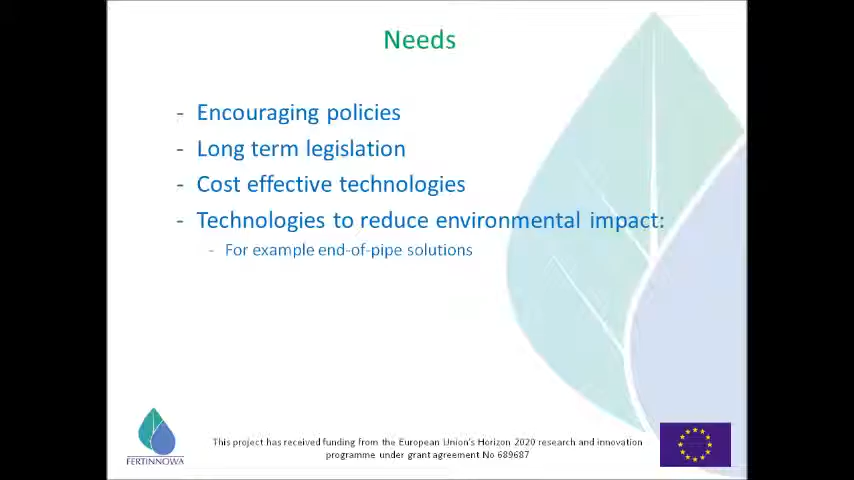 Needs
- Encouraging policies
- Long term legislation
- Cost effective technologies
- Technologies to reduce environmental impact:
- For example end-of-pipe solutions
FERTINNOWA
This project has received funding from the European Union's Horizon 2020 research and innovation
programme under grant agreement No 689687